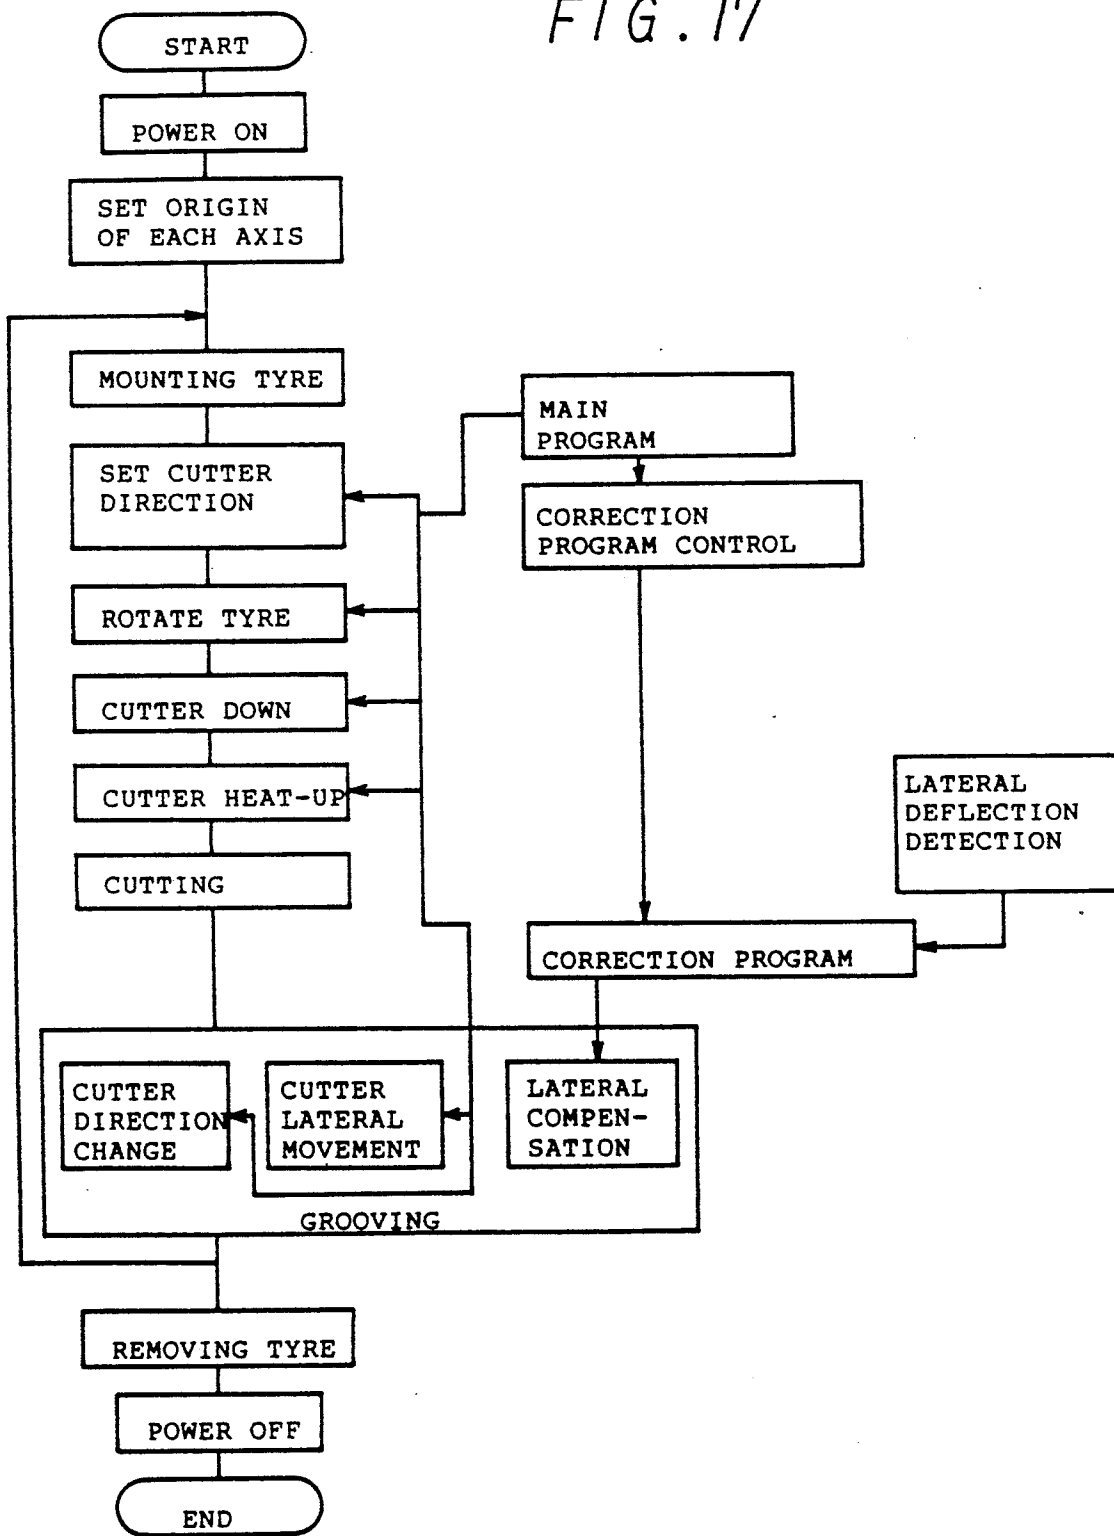 FIG. 17
START
POWER ON
SET ORIGIN
OF EACH AXIS
MOUNTING TYRE
MAIN
PROGRAM
SET CUTTER
DIRECTION
CORRECTION
PROGRAM CONTROL
ROTATE TYRE
CUTTER DOWN
CUTTER HEAT-UP
LATERAL
DEFLECTION
DETECTION
CUTTING
CORRECTION PROGRAM
CUTTER
DIRECTION
CHANGE
CUTTER
LATERAL
MOVEMENT
LATERAL
COMPEN-
SATION
GROOVING
REMOVING TYRE
POWER OFF
END